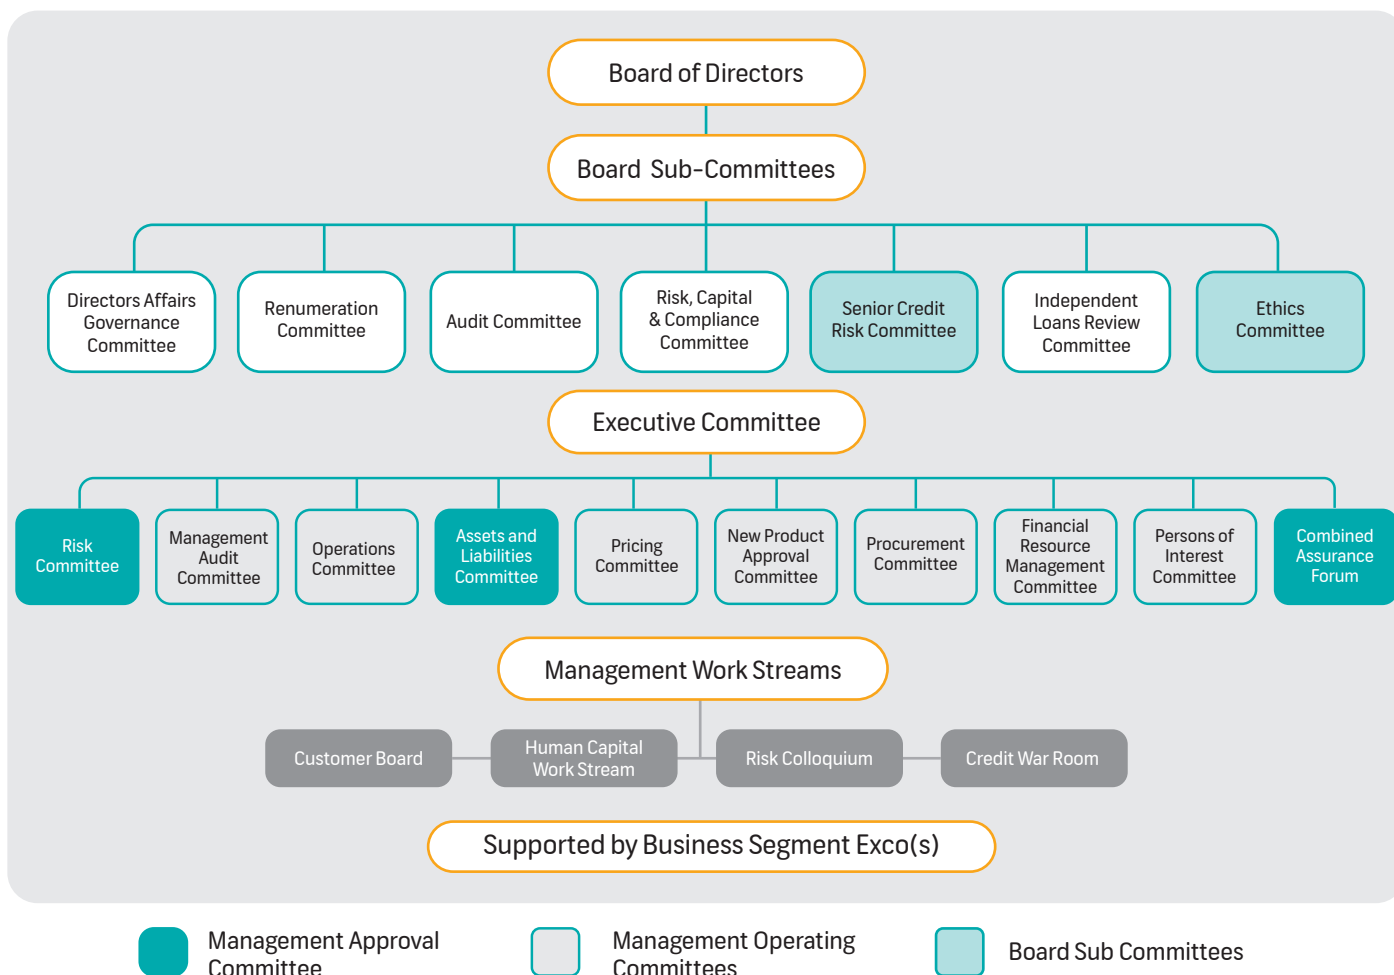 Board of Directors
Board Sub-Committees
Directors Affairs
Governance
Committee
Renumeration
Committee
Audit Committee
Risk, Capital
& Compliance
Committee
Senior Credit
Risk Committee
Independent
Loans Review
Committee
Ethics
Committee
Executive Committee
Risk
Committee
Management
Audit
Committee
Operations
Committee
Assets and
Liabilities
Committee
Pricing
Committee
New Product
Approval
Committee
Procurement
Committee
Financial
Resource
Management
Committee
Persons of
Interest
Committee
Combined
Assurance
Forum
Management Work Streams
Customer Board
Human Capital
Work Stream
Risk Colloquium
Credit War Room
Supported by Business Segment Exco(s)
Management Approval
Committee
Management Operating
Committees
Board Sub Committees